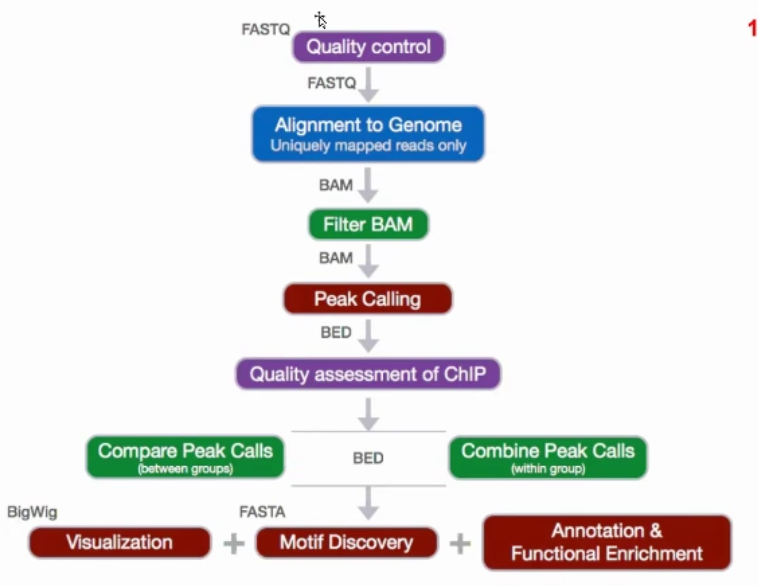 FASTQ
1
Quality control
FASTQ
Alignment to Genome
Uniquely mapped reads only
BAM
Filter BAM
BAM
Peak Calling
BED
Quality assessment of ChIP
Compare Peak Calls
(between groups)
BED
Combine Peak Calls
(within group)
BigWig
Visualization
+
FASTA
Motif Discovery
+
Annotation &
Functional Enrichment